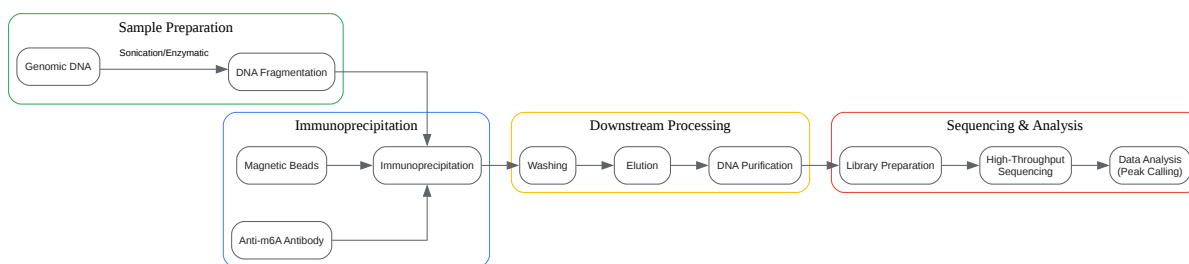 Sample Preparation
Genomic DNA
Sonication/Enzymatic
DNA Fragmentation
Immunoprecipitation
Magnetic Beads
Immunoprecipitation
Anti-m6A Antibody
Downstream Processing
Washing
Elution
DNA Purification
Sequencing & Analysis
Library Preparation
High-Throughput
Sequencing
Data Analysis
(Peak Calling)